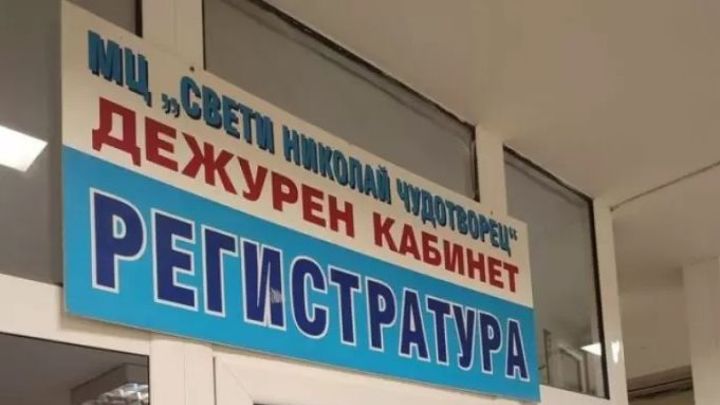 МЦ „СВЕТИ НИКОЛАЙ ЧУДОТВОРЕЦ“
ДЕЖУРЕН КАБИНЕТ
РЕГИСТРАТУРА